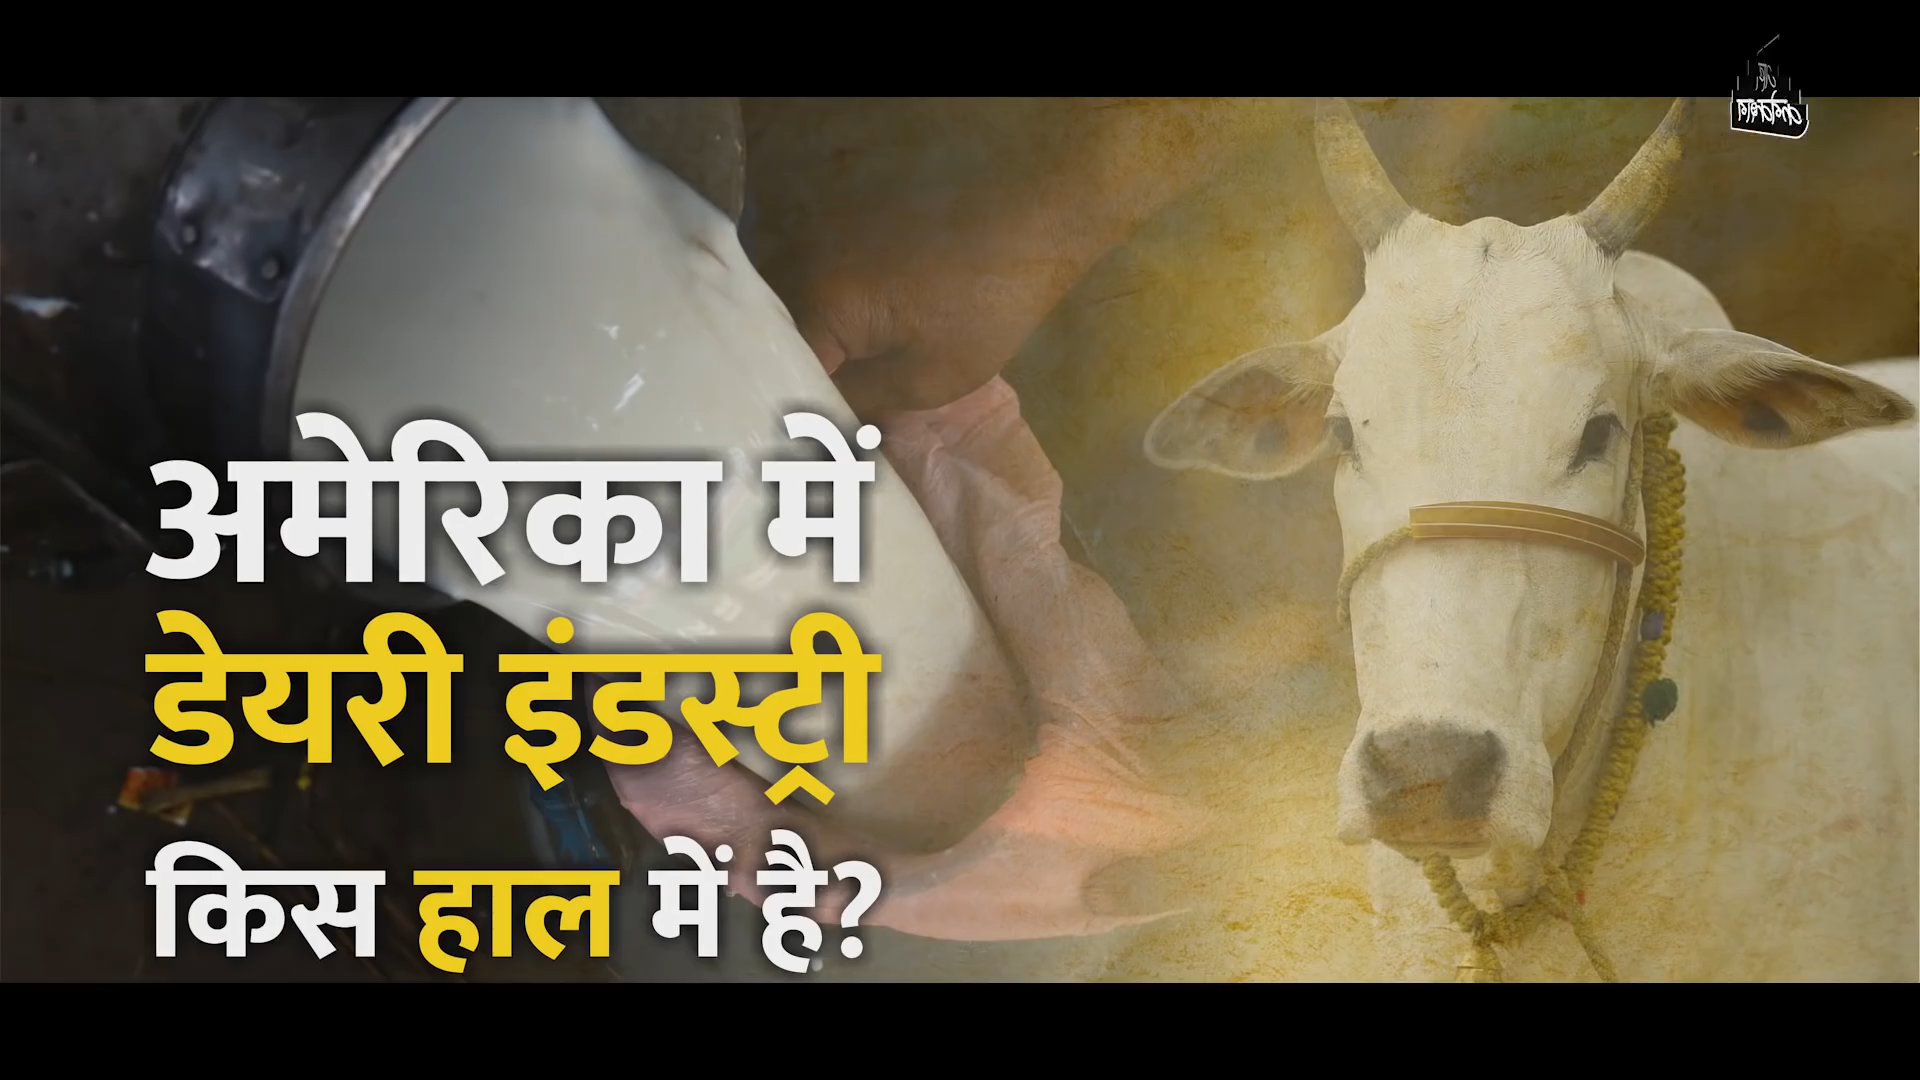 अमेरिका में
डेयरी इंडस्ट्री
किस हाल में है?